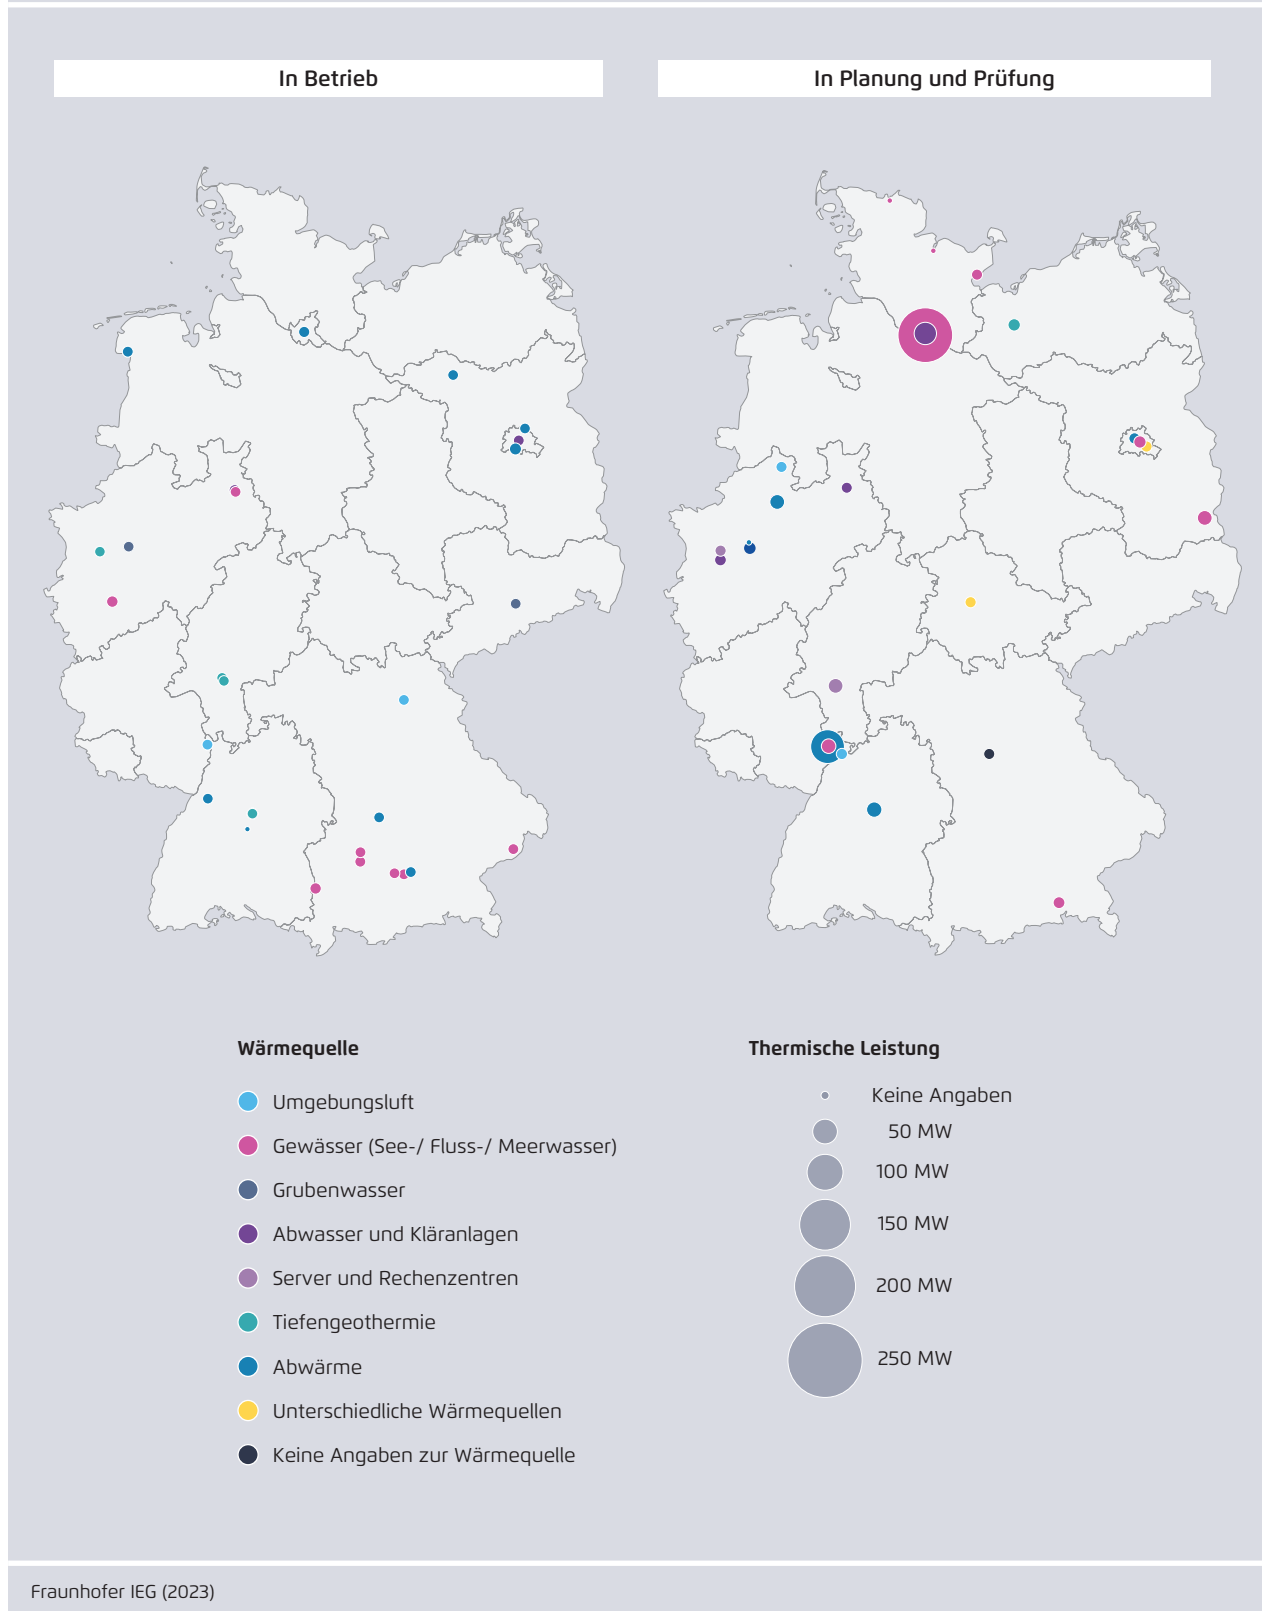 In Betrieb
In Planung und Prüfung
Wärmequelle
Umgebungsluft
Gewässer (See-/ Fluss-/ Meerwasser)
Grubenwasser
Abwasser und Kläranlagen
Server und Rechenzentren
Tiefengeothermie
Abwärme
Unterschiedliche Wärmequellen
Keine Angaben zur Wärmequelle
Thermische Leistung
Keine Angaben
50 MW
100 MW
150 MW
200 MW
250 MW
Fraunhofer IEG (2023)